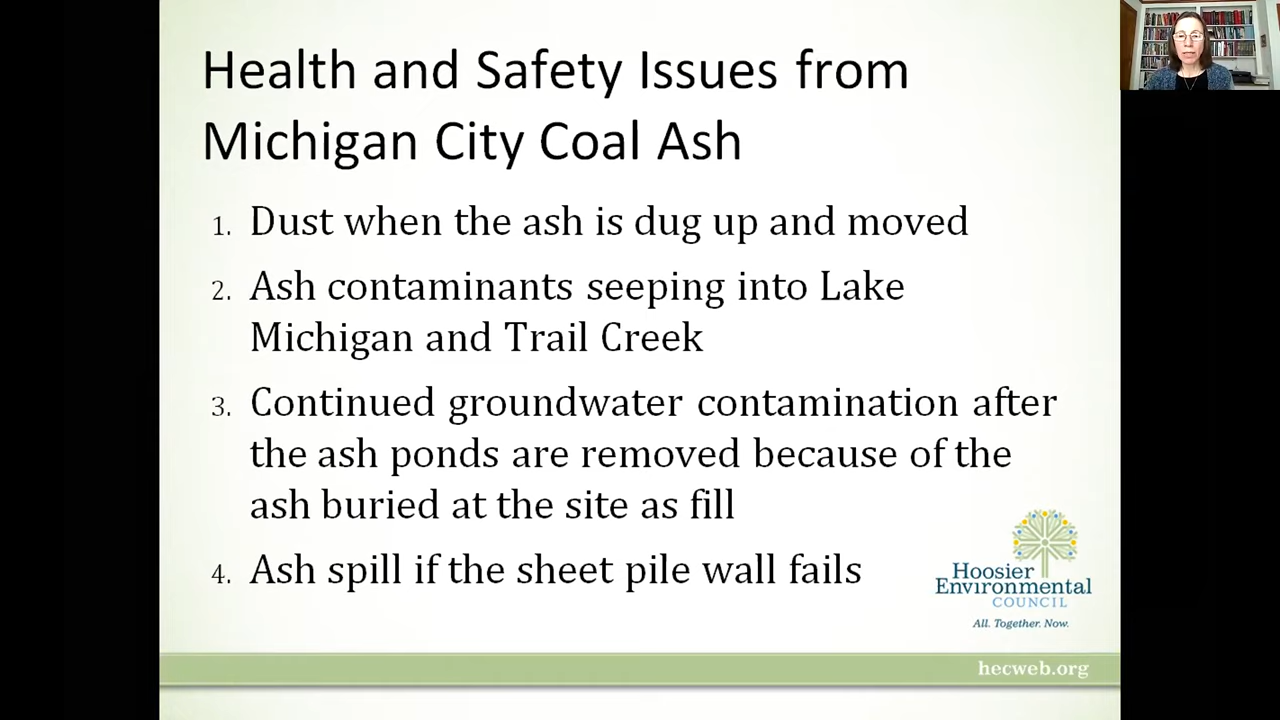 Health and Safety Issues from
Michigan City Coal Ash
1. Dust when the ash is dug up and moved
2. Ash contaminants seeping into Lake
Michigan and Trail Creek
3. Continued groundwater contamination after
the ash ponds are removed because of the
ash buried at the site as fill
4. Ash spill if the sheet pile wall fails
Hoosier
Environmental
COUNCIL
All. Together. Now.
hecweb.org